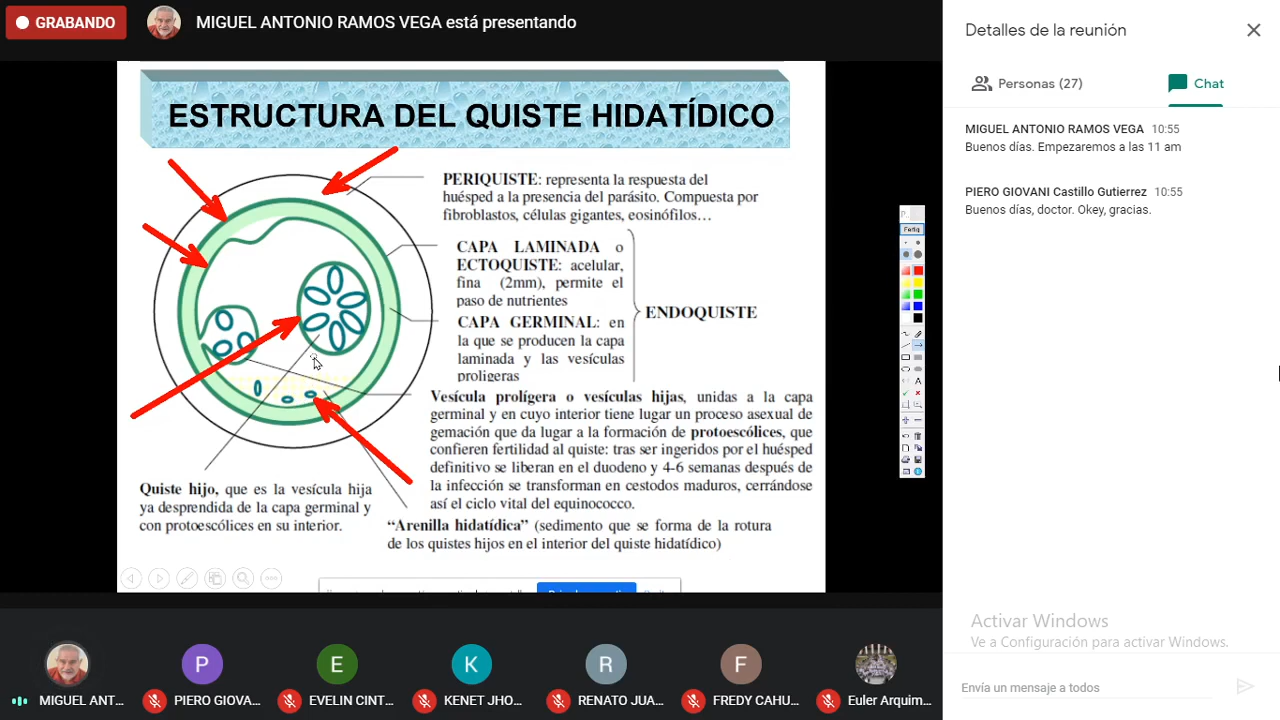 GRABANDO
MIGUEL ANTONIO RAMOS VEGA está presentando
ESTRUCTURA DEL QUISTE HIDATÍDICO
PERIQUISTE: representa la respuesta del
huésped a la presencia del parásito. Compuesta por
fibroblastos, células gigantes, eosinófilos…
CAPA LAMINADA o
ECTOQUISTE: acelular,
fina (2mm), permite el
paso de nutrientes
CAPA GERMINAL: en
la que se producen la capa
laminada y las vesículas
proligeras
ENDOQUISTE
Vesícula prolígera o vesículas hijas, unidas a la capa
germinal y en cuyo interior tiene lugar un proceso asexual de
gemación que da lugar a la formación de protoescólices, que
confieren fertilidad al quiste: tras ser ingeridos por el huésped
definitivo se liberan en el duodeno y 4-6 semanas después de
la infección se transforman en cestodos maduros, cerrándose
así el ciclo vital del equinococco.
Quiste hijo, que es la vesícula hija
ya desprendida de la capa germinal y
con protoescólices en su interior.
“Arenilla hidatídica” (sedimento que se forma de la rotura
de los quistes hijos en el interior del quiste hidatídico)
Fertig
A
MIGUEL ANT...
P
PIERO GIOVA...
E
EVELIN CINT...
K
KENET JHO...
R
RENATO JUA...
F
FREDY CAHU...
Euler Arquim...
Detalles de la reunión
Personas (27)
Chat
MIGUEL ANTONIO RAMOS VEGA 10:55
Buenos días. Empezaremos a las 11 am
PIERO GIOVANI Castillo Gutierrez 10:55
Buenos días, doctor. Okey, gracias.
Activar Windows
Ve a Configuración para activar Windows.
Envía un mensaje a todos